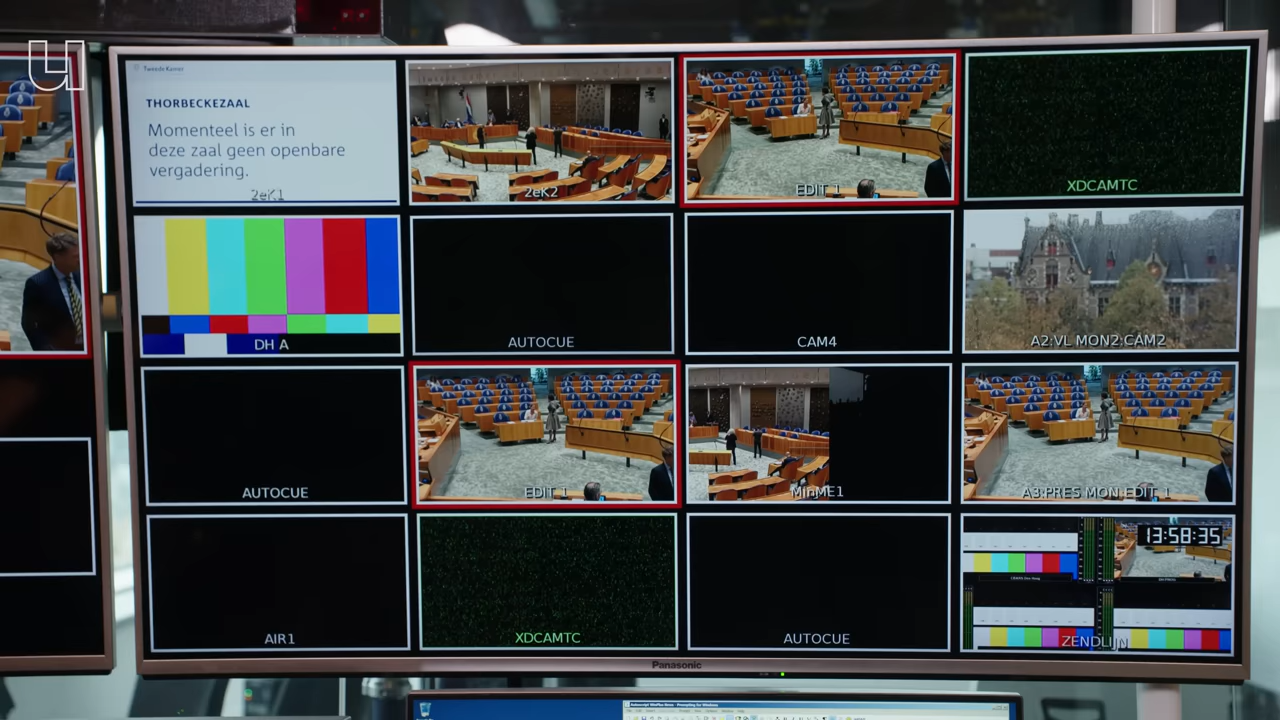 U
Tweede Kamer
THORBECKEZAAL
Momenteel is er in
deze zaal geen openbare
vergadering.
2eK1
2eK2
EDIT 1
XDCAMTC
DH A
AUTOCUE
CAM4
A2:VL MON2:CAM2
AUTOCUE
EDIT 1
MinME1
A3:PRES MON EDIT 1
AIR1
XDCAMTC
AUTOCUE
13:58:35
ZENDLIJN
Panasonic